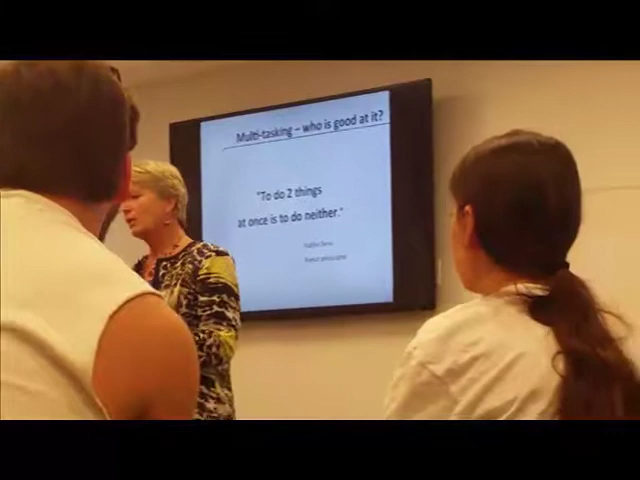 Multi-tasking – who is good at it?
"To do 2 things
at once is to do neither."